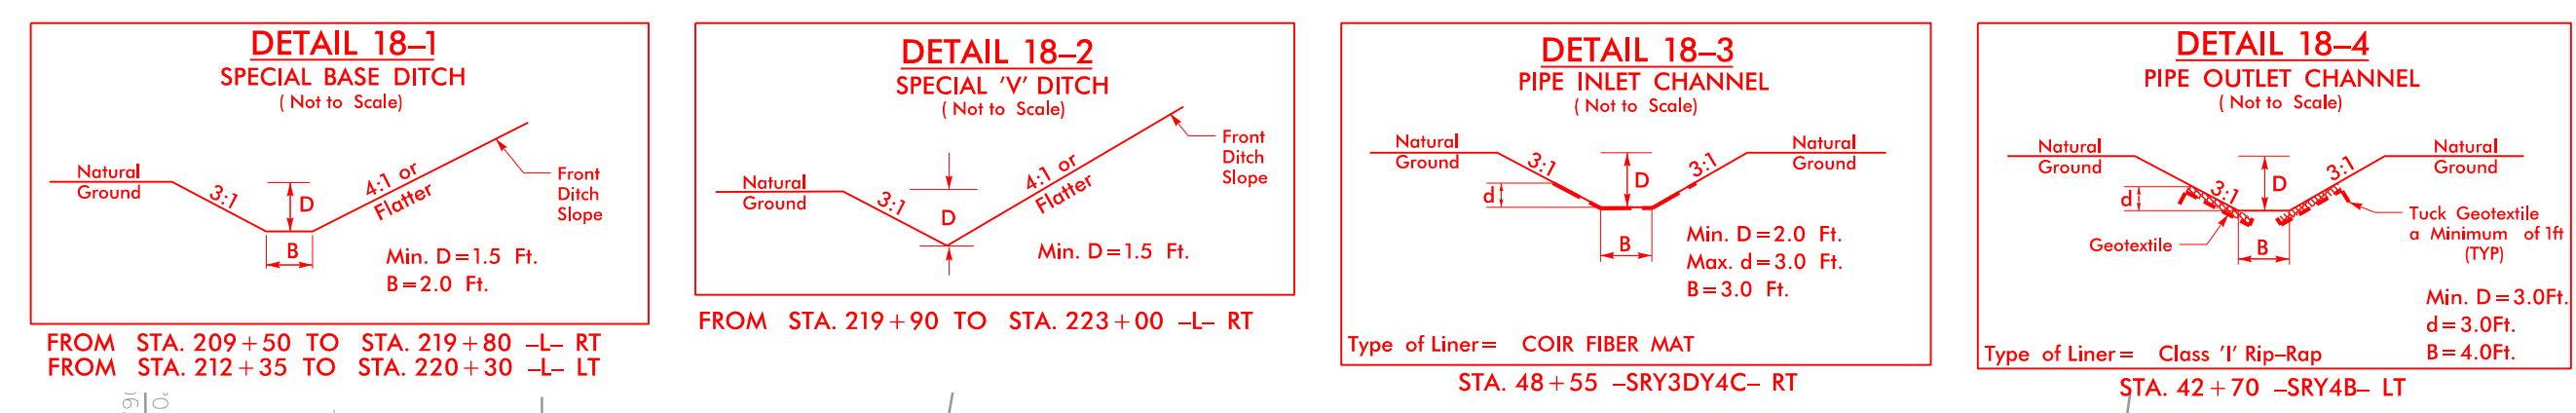 DETAIL 18–1
SPECIAL BASE DITCH
( Not to Scale)
Natural
Ground
3:1
D
B
4:1 or
Flatter
Front
Ditch
Slope
Min. D=1.5 Ft.
B=2.0 Ft.
FROM STA. 209+50 TO STA. 219+80 –L– RT
FROM STA. 212+35 TO STA. 220+30 –L– LT
DETAIL 18–2
SPECIAL 'V' DITCH
( Not to Scale)
Natural
Ground
3:1
D
4:1 or
Flatter
Front
Ditch
Slope
Min. D=1.5 Ft.
FROM STA. 219+90 TO STA. 223+00 –L– RT
DETAIL 18–3
PIPE INLET CHANNEL
( Not to Scale)
Natural
Ground
3:1
d
D
B
3:1
Natural
Ground
Min. D=2.0 Ft.
Max. d=3.0 Ft.
B=3.0 Ft.
Type of Liner= COIR FIBER MAT
STA. 48+55 –SRY3DY4C– RT
DETAIL 18–4
PIPE OUTLET CHANNEL
( Not to Scale)
Natural
Ground
3:1
d
D
B
3:1
Natural
Ground
Geotextile
Tuck Geotextile
a Minimum of 1ft
(TYP)
Min. D=3.0Ft.
d=3.0Ft.
B=4.0Ft.
Type of Liner= Class 'I' Rip–Rap
STA. 42+70 –SRY4B– LT